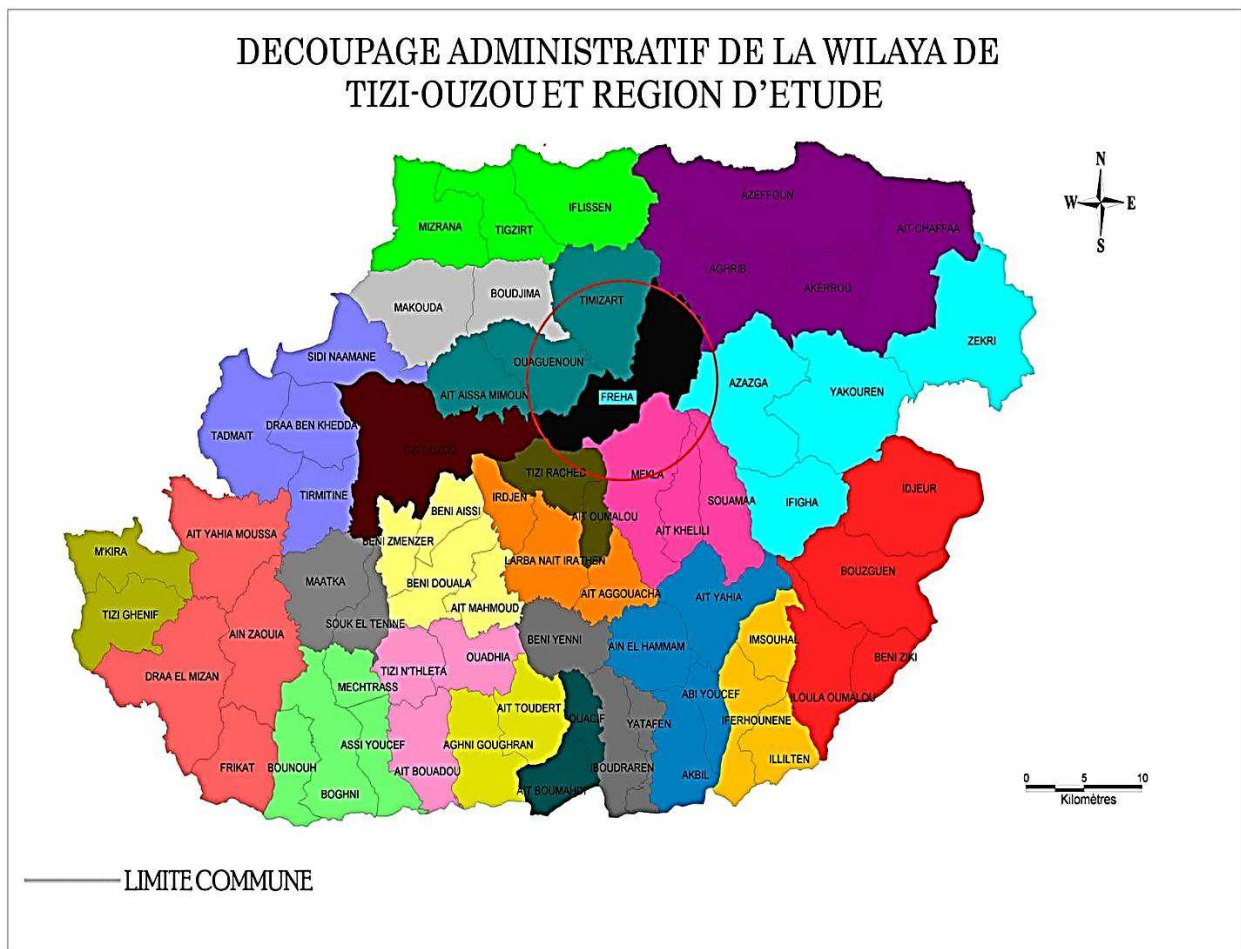 DECOUPAGE ADMINISTRATIF DE LA WILAYA DE
TIZI-OUZOU ET REGION D'ETUDE
N
W E
S
AZEFFOUN
IFLISSEN
MIZRANA
TIGZIRT
AIT CHAFFAA
AGHRIB
AKERROU
BOUDJIMA
TIMIZART
MAKOUDA
ZEKRI
SIDI NAAMANE
OUAGUENOUN
AIT AISSA MIMOUN
AZAZGA
YAKOUREN
FREHA
DRAA BEN KHEDDA
TADMAIT
TIZI OUZOU
TIZI RACHED
MEKLA
SOUAMAA
IFIGHA
IDJEUR
TIRMITINE
IRDJEN
BENI AISSI
AIT OUMALOU
AIT KHELILI
AIT YAHIA MOUSSA
BENI ZMENZER
M'KIRA
LARBA NAIT IRATHEN
BOUZGUEN
MAATKA
BENI DOUALA
AIT AGGOUACHA
AIT YAHIA
TIZI GHENIF
AIT MAHMOUD
SOUK EL TENINE
AIN ZAOUIA
BENI YENNI
AIN EL HAMMAM
IMSOUHAL
OUADHIA
BENI ZIKI
TIZI N'THLETA
DRAA EL MIZAN
MECHTRASS
ABI YOUCEF
ILOULA OUMALOU
AIT TOUDERT
OUACIF
YATAFEN
IFERHOUNENE
ASSI YOUCEF
AGHNI GOUGHRAN
FRIKAT
BOUNOUH
AIT BOUADOU
IBOUDRAREN
AKBIL
ILLILTEN
BOGHNI
AIT BOUMAHDI
0 5 10
Kilomètres
LIMITE COMMUNE